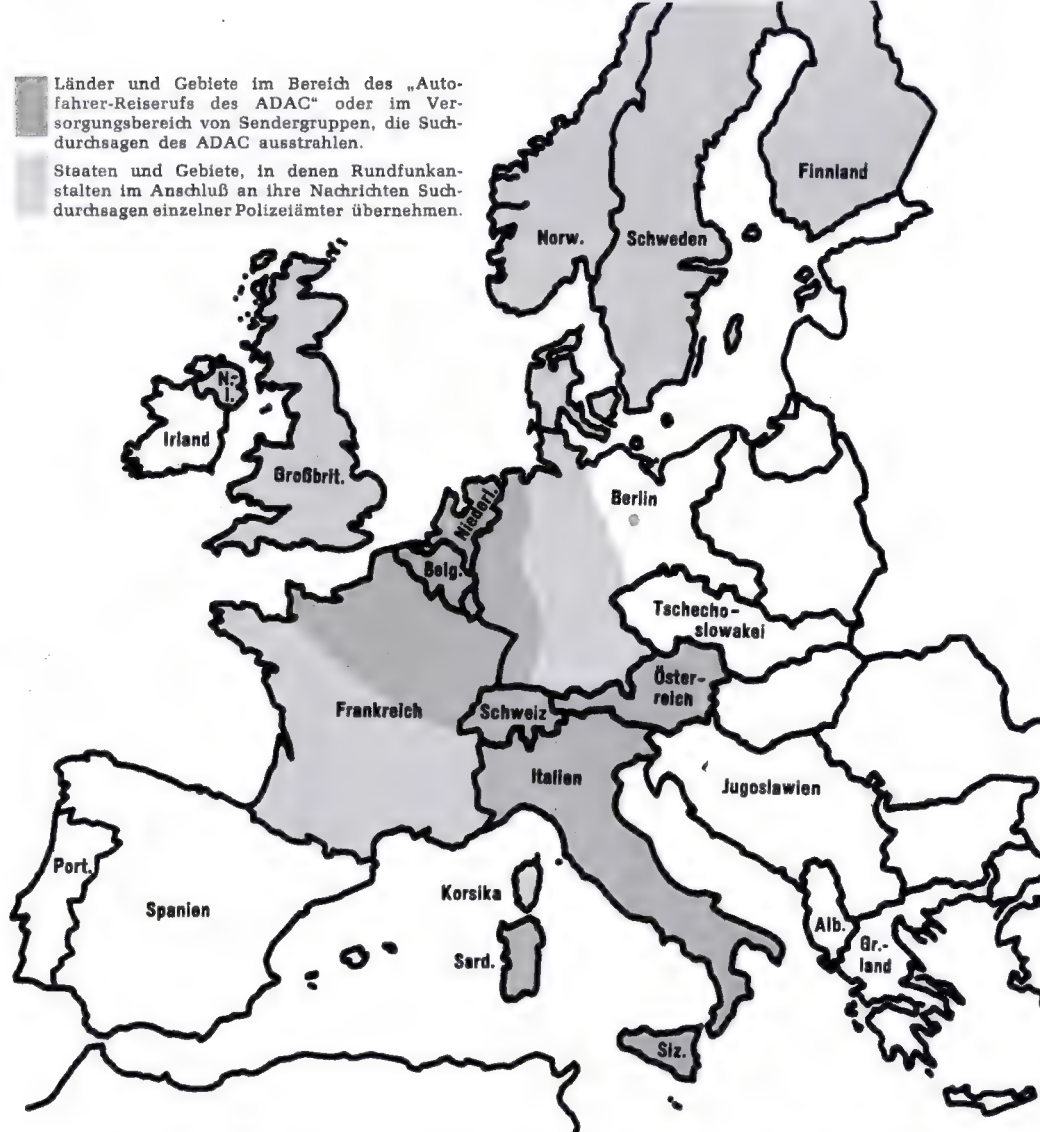 Länder und Gebiete im Bereich des „Auto-
fahrer-Reiserufs des ADAC“ oder im Ver-
sorgungsbereich von Sendergruppen, die Such-
durchsagen des ADAC ausstrahlen.
Staaten und Gebiete, in denen Rundfunkan-
stalten im Anschluß an ihre Nachrichten Such-
durchsagen einzelner Polizeiämter übernehmen.
Finnland
Norw.
Schweden
N.-
I.
Irland
Großbrit.
Niederl.
Berlin
Belg.
Tschecho-
slowakei
Öster-
reich
Frankreich
Schweiz
Italien
Jugoslawien
Port.
Spanien
Korsika
Sard.
Alb.
Gr.-
land
Siz.